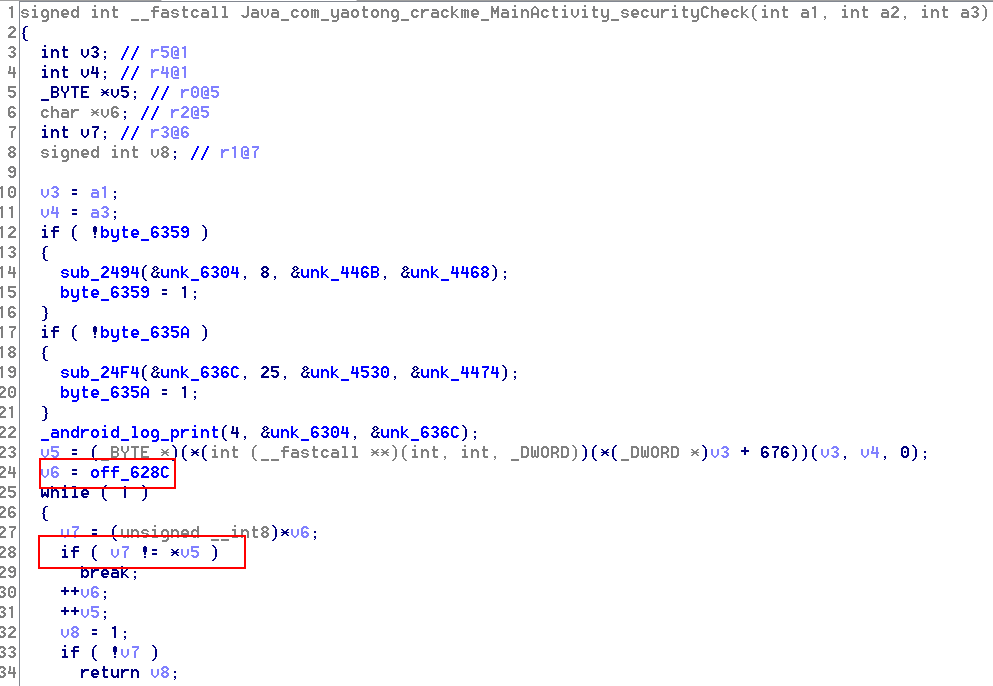 1 signed int __fastcall Java_com_yaotong_crackme_MainActivity_securityCheck(int a1, int a2, int a3)
2 {
3   int v3; // r5@1
4   int v4; // r4@1
5   _BYTE *v5; // r0@5
6   char *v6; // r2@5
7   int v7; // r3@6
8   signed int v8; // r1@7
9
10   v3 = a1;
11   v4 = a3;
12   if ( !byte_6359 )
13   {
14     sub_2494(&unk_6304, 8, &unk_446B, &unk_4468);
15     byte_6359 = 1;
16   }
17   if ( !byte_635A )
18   {
19     sub_24F4(&unk_636C, 25, &unk_4530, &unk_4474);
20     byte_635A = 1;
21   }
22   _android_log_print(4, &unk_6304, &unk_636C);
23   v5 = (_BYTE *)(*(int (__fastcall **)(int, int, _DWORD))(*(_DWORD *)v3 + 676))(v3, v4, 0);
24   v6 = off_628C
25   while ( 1 )
26   {
27     v7 = (unsigned __int8)*v6;
28     if ( v7 != *v5 )
29       break;
30     ++v6;
31     ++v5;
32     v8 = 1;
33     if ( !v7 )
34       return v8;